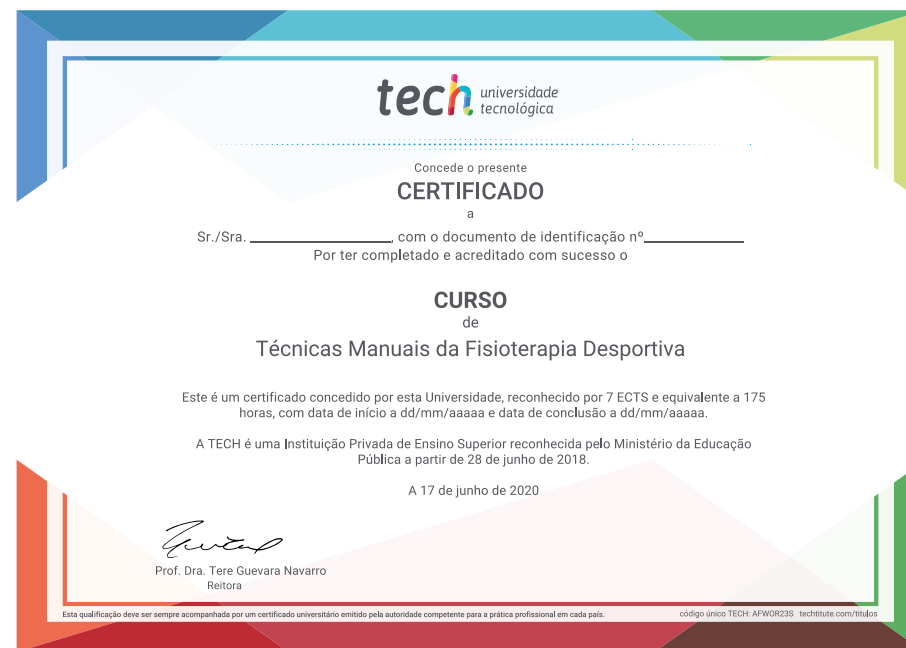 tech universidade
tecnológica
Concede o presente
CERTIFICADO
a
Sr./Sra. ____________________, com o documento de identificação nº______________
Por ter completado e acreditado com sucesso o
CURSO
de
Técnicas Manuais da Fisioterapia Desportiva
Este é um certificado concedido por esta Universidade, reconhecido por 7 ECTS e equivalente a 175
horas, com data de início a dd/mm/aaaaa e data de conclusão a dd/mm/aaaaa.
A TECH é uma Instituição Privada de Ensino Superior reconhecida pelo Ministério da Educação
Pública a partir de 28 de junho de 2018.
A 17 de junho de 2020
Prof. Dra. Tere Guevara Navarro
Reitora
Esta qualificação deve ser sempre acompanhada por um certificado universitário emitido pela autoridade competente para a prática profissional em cada país.
código único TECH: AFWOR23S techtitute.com/titulos